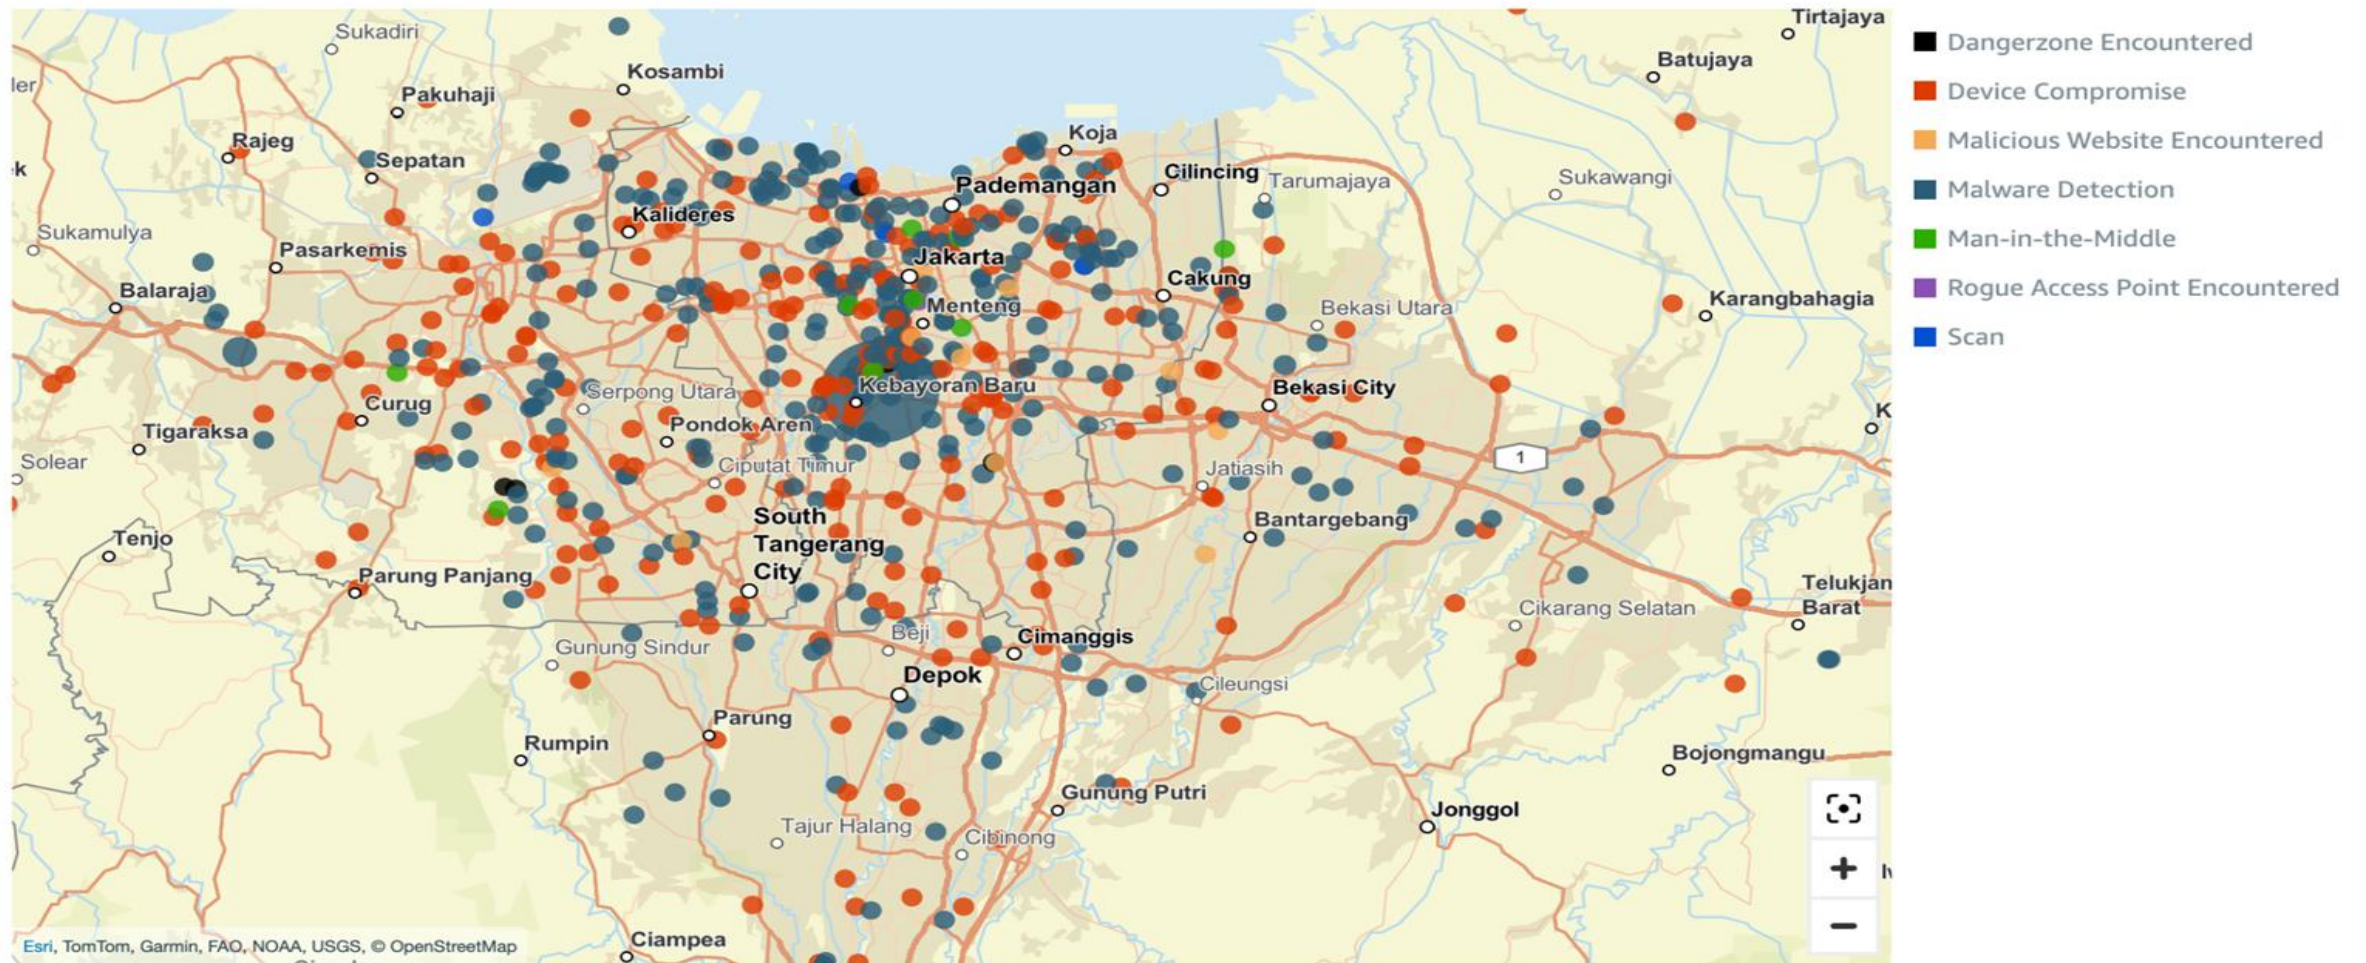 Sukadiri
Tirtajaya
Kosambi
Batujaya
ler
Pakuhaji
Koja
Rajeg
Sepatan
k
Cilincing
Tarumajaya
Sukawangi
Pademangan
Kalideres
Sukamulya
Pasarkemis
Jakarta
Cakung
Balaraja
Menteng
Bekasi Utara
Karangbahagia
Kebayoran Baru
Bekasi City
Serpong Utara
Curug
K
Pondok Aren
Tigaraksa
Solear
Ciputat Timur
Jatiasih
1
South
Tangerang
City
Bantargebang
Tenjo
Parung Panjang
Telukjan
Barat
Cikarang Selatan
Beji
Cimanggis
Gunung Sindur
Depok
Cileungsi
Parung
Rumpin
Bojongmangu
Gunung Putri
Jonggol
Tajur Halang
Cibinong
Ciampea
Esri, TomTom, Garmin, FAO, NOAA, USGS, © OpenStreetMap
Dangerzone Encountered
Device Compromise
Malicious Website Encountered
Malware Detection
Man-in-the-Middle
Rogue Access Point Encountered
Scan